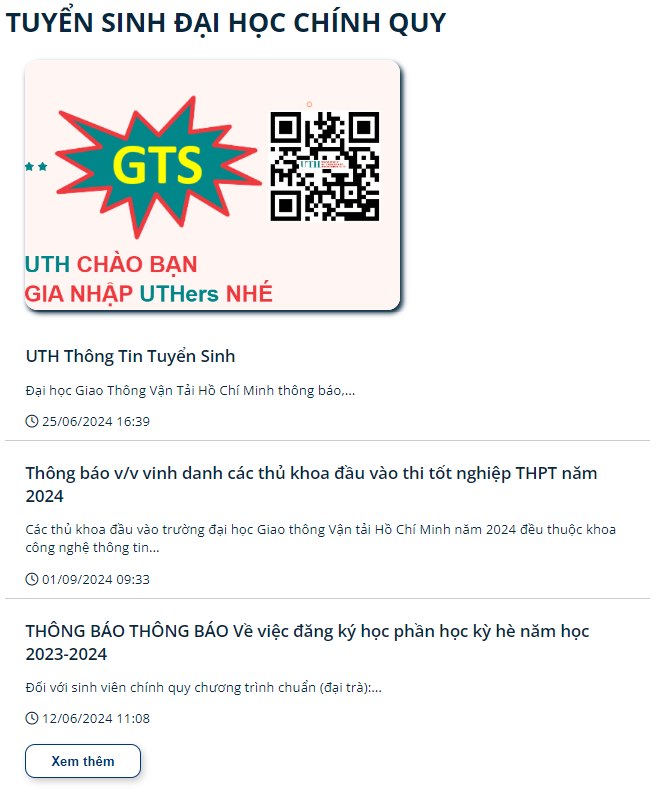 TUYỂN SINH ĐẠI HỌC CHÍNH QUY
GTS
UTH
UTH CHÀO BẠN
GIA NHẬP UTHers NHÉ
UTH Thông Tin Tuyển Sinh
Đại học Giao Thông Vận Tải Hồ Chí Minh thông báo,...
25/06/2024 16:39
Thông báo v/v vinh danh các thủ khoa đầu vào thi tốt nghiệp THPT năm
2024
Các thủ khoa đầu vào trường đại học Giao thông Vận tải Hồ Chí Minh năm 2024 đều thuộc khoa
công nghệ thông tin...
01/09/2024 09:33
THÔNG BÁO THÔNG BÁO Về việc đăng ký học phần học kỳ hè năm học
2023-2024
Đối với sinh viên chính quy chương trình chuẩn (đại trà):...
12/06/2024 11:08
Xem thêm